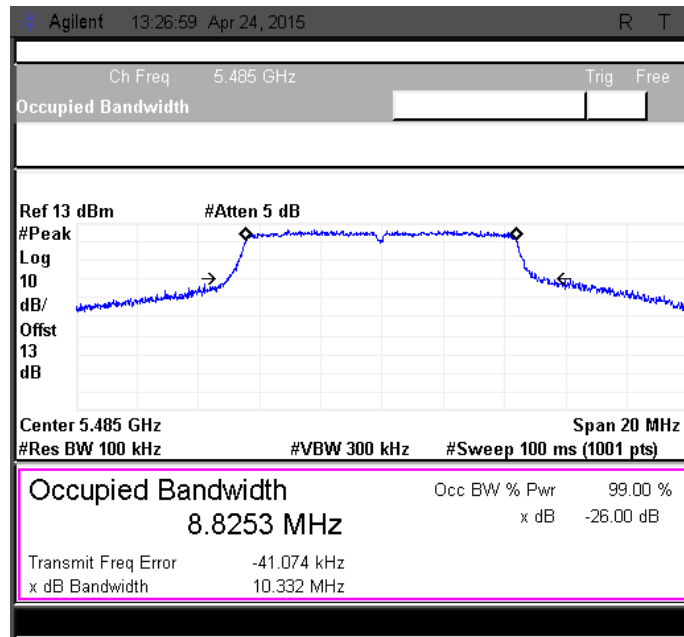 Agilent 13:26:59 Apr 24, 2015 R T
Ch Freq 5.485 GHz Trig Free
Occupied Bandwidth
Ref 13 dBm #Atten 5 dB
#Peak
Log
10
dB/
Offst
13
dB
Center 5.485 GHz Span 20 MHz
#Res BW 100 kHz #VBW 300 kHz #Sweep 100 ms (1001 pts)
Occupied Bandwidth Occ BW % Pwr 99.00 %
8.8253 MHz x dB -26.00 dB
Transmit Freq Error -41.074 kHz
x dB Bandwidth 10.332 MHz